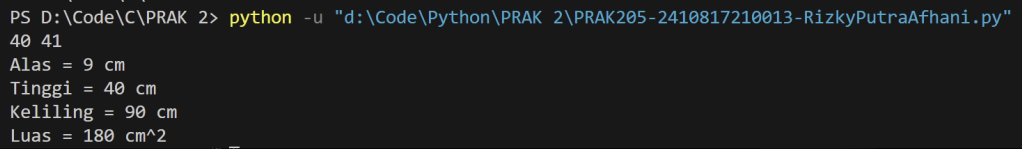 PS D:\Code\C\PRAK 2> python -u "d:\Code\Python\PRAK 2\PRAK205-2410817210013-RizkyPutraAfhani.py"
40 41
Alas = 9 cm
Tinggi = 40 cm
Keliling = 90 cm
Luas = 180 cm^2